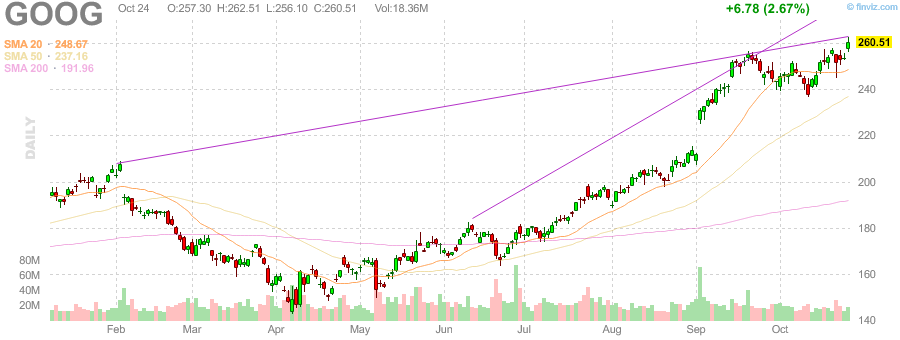 GOOG Oct 24 O:257.30 H:262.51 L:256.10 C:260.51 Vol:18.36M +6.78 (2.67%) © finviz.com
SMA 20 · 248.67
SMA 50 · 237.16
SMA 200 · 191.96
DAILY
260.51
240
220
200
180
160
140
80M
60M
40M
20M
Feb Mar Apr May Jun Jul Aug Sep Oct